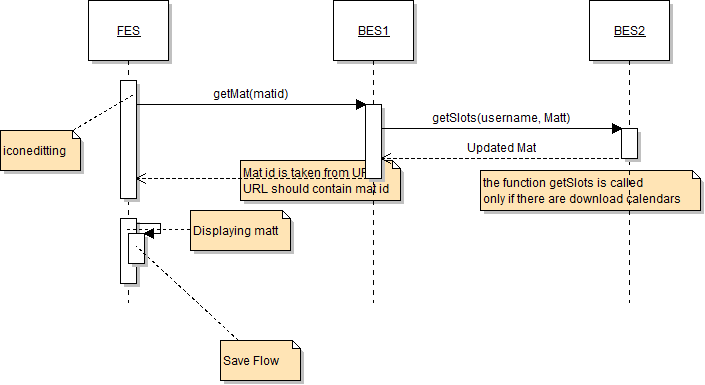 FES
BES1
BES2
getMat(matid)
getSlots(username, Matt)
iconeditting
Updated Mat
Mat id is taken from UR
URL should contain mat id
the function getSlots is called
only if there are download calendars
Displaying matt
Save Flow